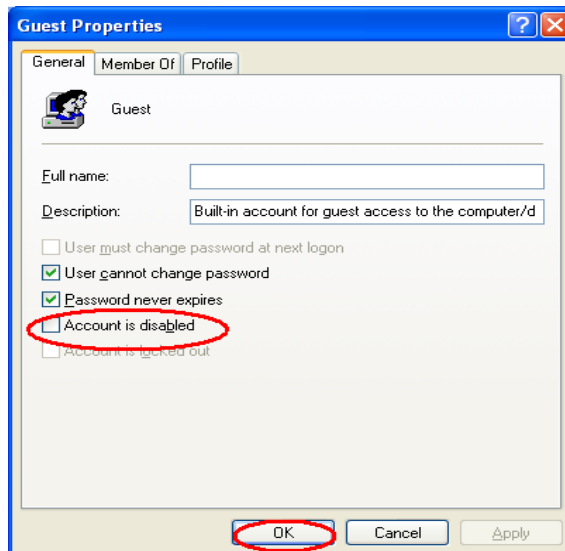 Guest Properties
General Member Of Profile
Guest
Full name:
Description: Built-in account for guest access to the computer/d
User must change password at next logon
User cannot change password
Password never expires
Account is disabled
Account is locked out
OK Cancel Apply